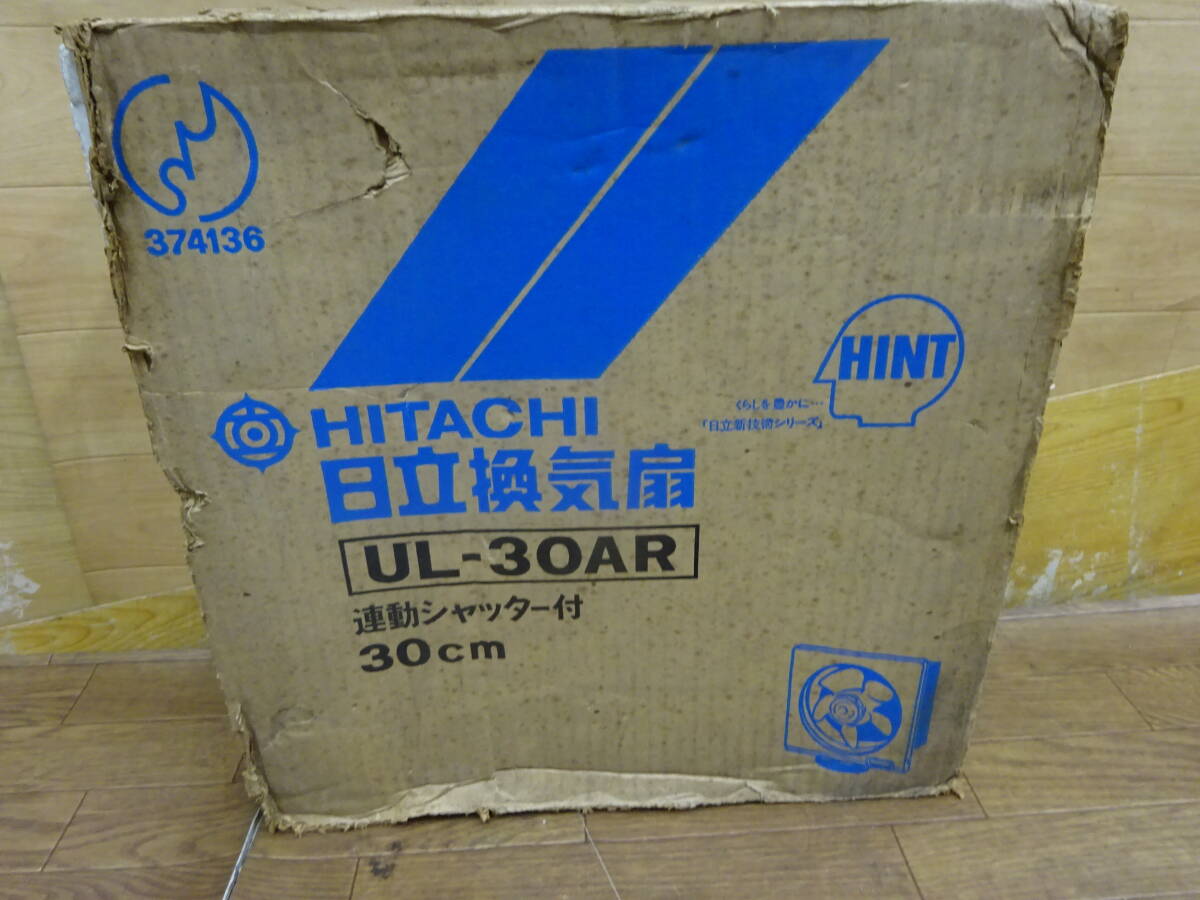 374136
HINT
くらしを豊かに…
「日立新技術シリーズ」
HITACHI
日立換気扇
UL-30AR
連動シャッター付
30cm